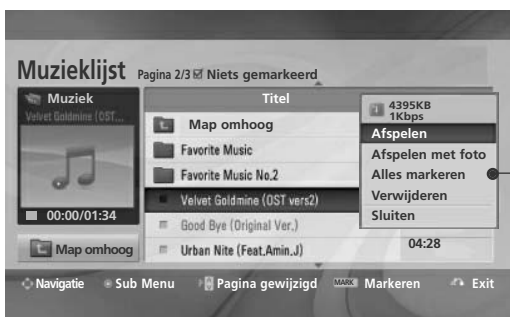 Muzieklijst Pagina 2/3 Niets gemarkeerd
Muziek
Velvet Goldmine (OST...
00:00/01:34
Map omhoog
Titel
Map omhoog
Favorite Music
Favorite Music No.2
Velvet Goldmine (OST vers2)
Good Bye (Original Ver.)
Urban Nite (Feat.Amin.J)
04:28
4395KB
1Kbps
Afspelen
Afspelen met foto
Alles markeren
Verwijderen
Sluiten
Navigatie Sub Menu Pagina gewijzigd MARK Markeren Exit